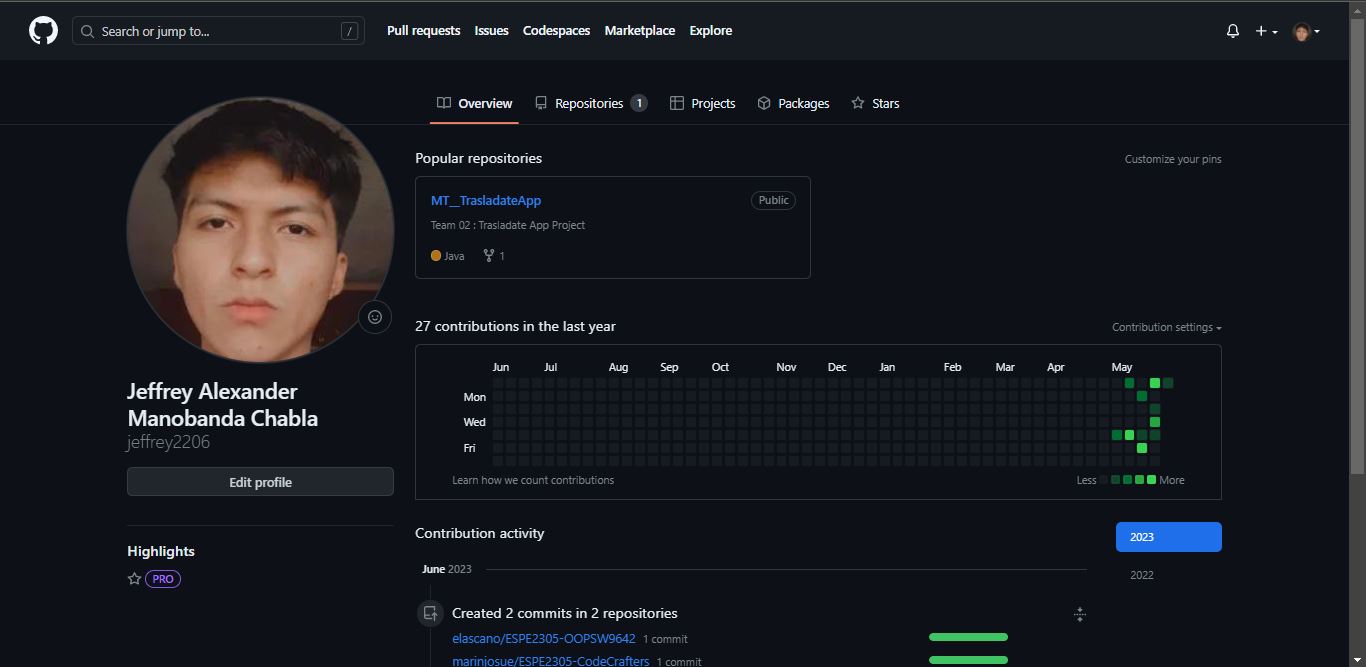 Search or jump to... /
Pull requests Issues Codespaces Marketplace Explore
Overview Repositories 1 Projects Packages Stars
Jeffrey Alexander
Manobanda Chabla
jeffrey2206
Edit profile
Highlights
PRO
Popular repositories Customize your pins
MT__TrasladateApp Public
Team 02 : Trasladate App Project
Java 1
27 contributions in the last year Contribution settings
Jun Jul Aug Sep Oct Nov Dec Jan Feb Mar Apr May
Mon
Wed
Fri
Learn how we count contributions Less More
Contribution activity
2023
2022
June 2023
Created 2 commits in 2 repositories
elascano/ESPE2305-OOPSW9642 1 commit
marinjosue/ESPE2305-CodeCrafters 1 commit